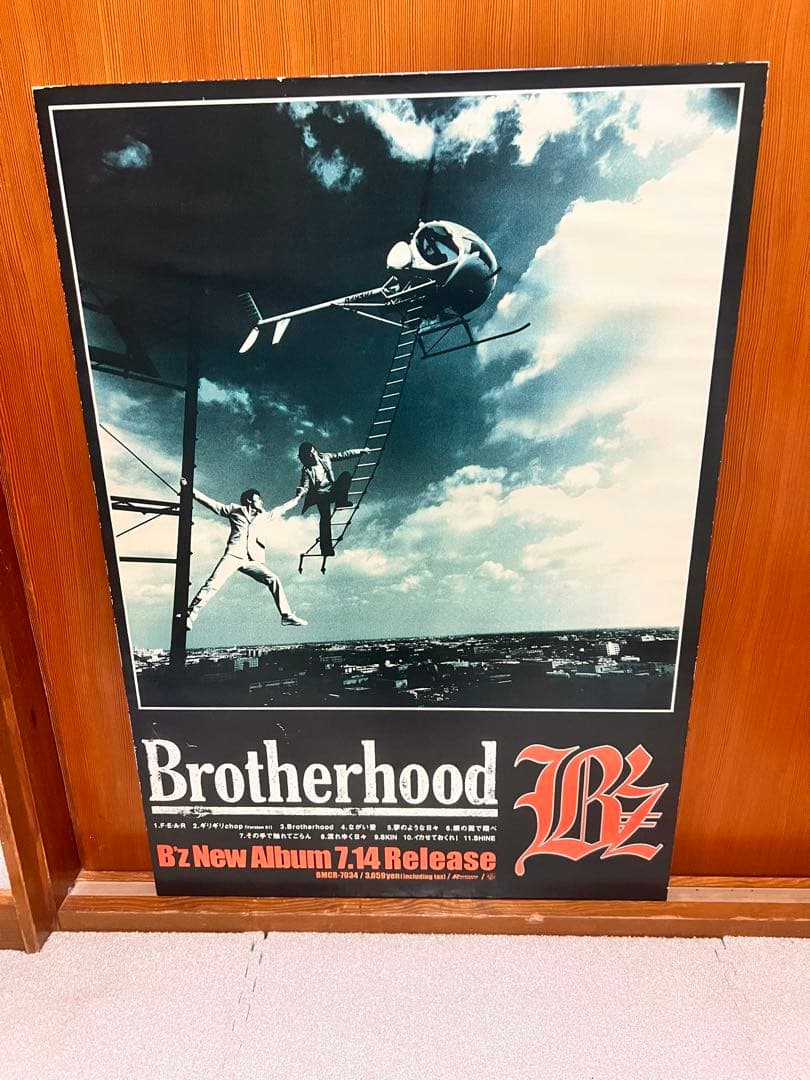 Brotherhood
B'z
1.F・E・A・R 2.ギリギリchop (Version 51) 3.Brotherhood 4.ながい愛 5.夢のような日々 6.銀の翼で翔べ
7.その手で触れてごらん 8.流れゆく日々 9.SKIN 10.イカせておくれ! 11.SHINE
B'z New Album 7.14 Release
BMCR-7034 / 3,059yen (including tax) /